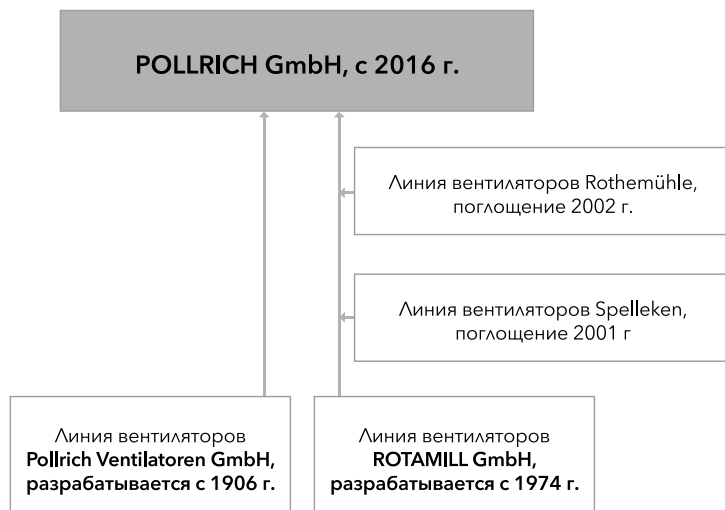 POLLRICH GmbH, с 2016 г.
Линия вентиляторов Rothemühle,
поглощение 2002 г.
Линия вентиляторов Spelleken,
поглощение 2001 г
Линия вентиляторов
Pollrich Ventilatoren GmbH,
разрабатывается с 1906 г.
Линия вентиляторов
ROTAMILL GmbH,
разрабатывается с 1974 г.